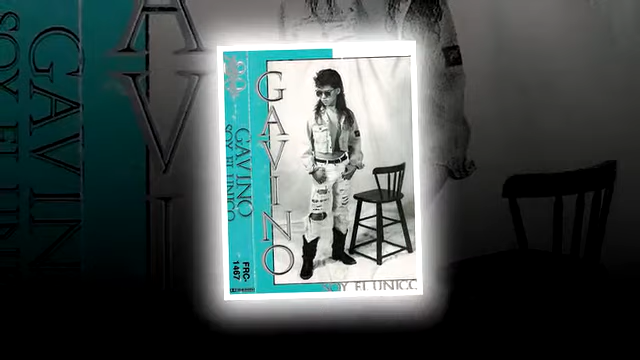 GAVINO
SOY EL UNICO
FRC-
1467
GAVINO
SOY EL UNICO